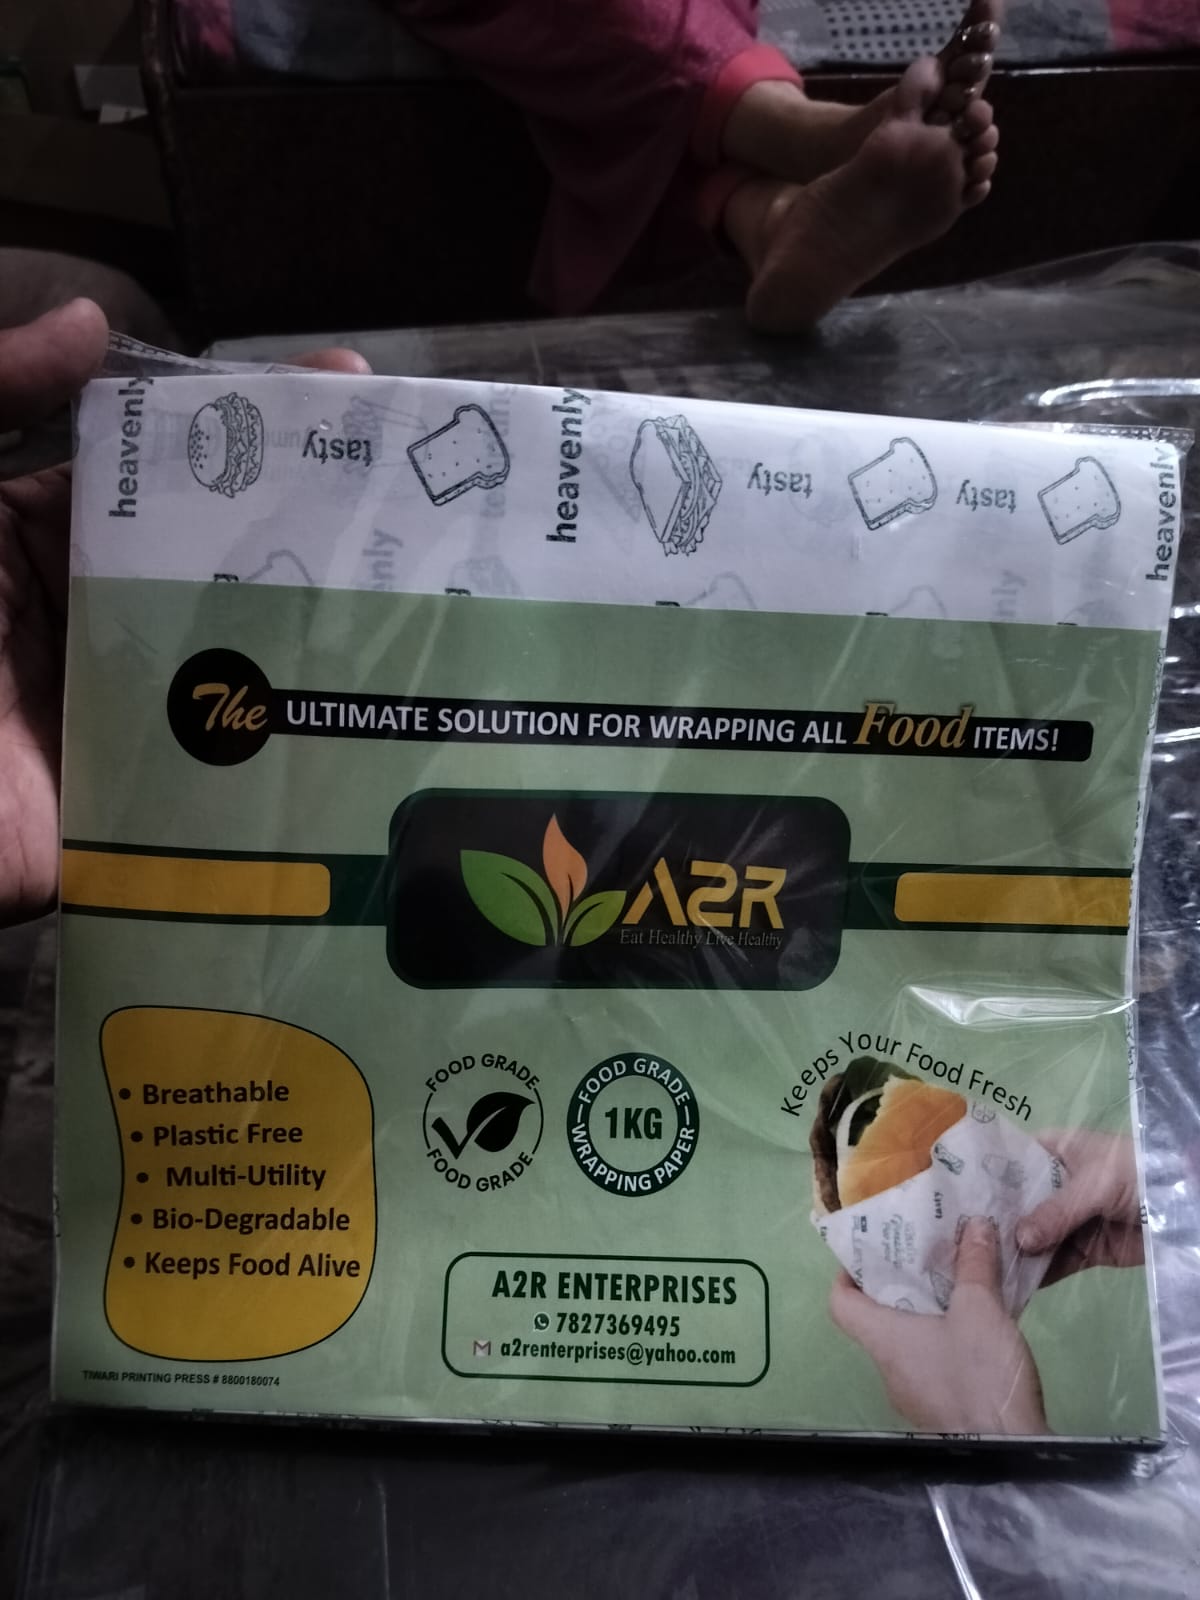 heavenly
tasty
heavenly
tasty
tasty
heavenly
The ULTIMATE SOLUTION FOR WRAPPING ALL Food ITEMS!
A2R
Eat Healthy Live Healthy
• Breathable
• Plastic Free
• Multi-Utility
• Bio-Degradable
• Keeps Food Alive
FOOD GRADE
FOOD GRADE
FOOD GRADE
1KG
WRAPPING PAPER
Keeps Your Food Fresh
tasty
A2R ENTERPRISES
7827369495
a2renterprises@yahoo.com
TIWARI PRINTING PRESS # 8800180074